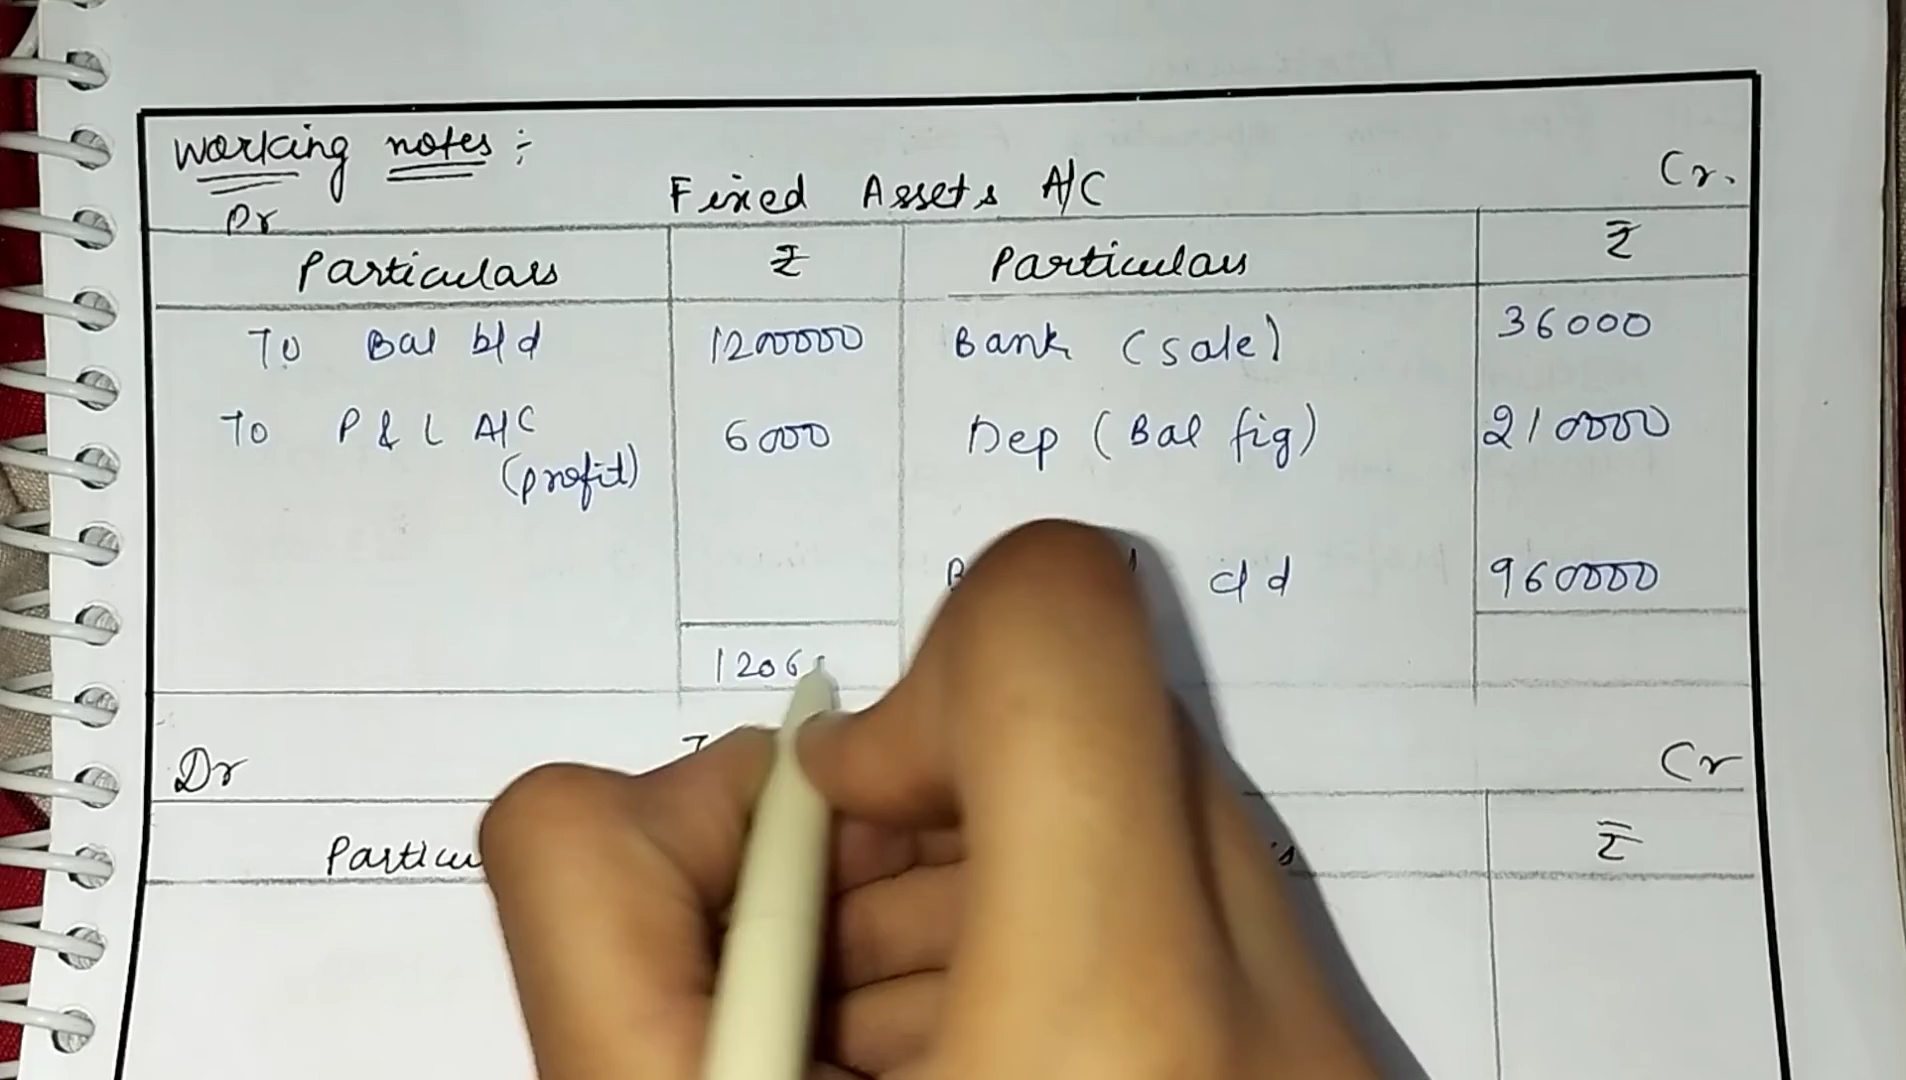 Working notes :-
Dr Fixed Assets A/C Cr.
Particulars ₹ Particulars ₹
To Bal b/d 1200000 Bank (sale) 36000
To P & L A/C 6000 Dep (Bal fig) 210000
(profit)
c/d 960000
1206
Dr Cr
₹